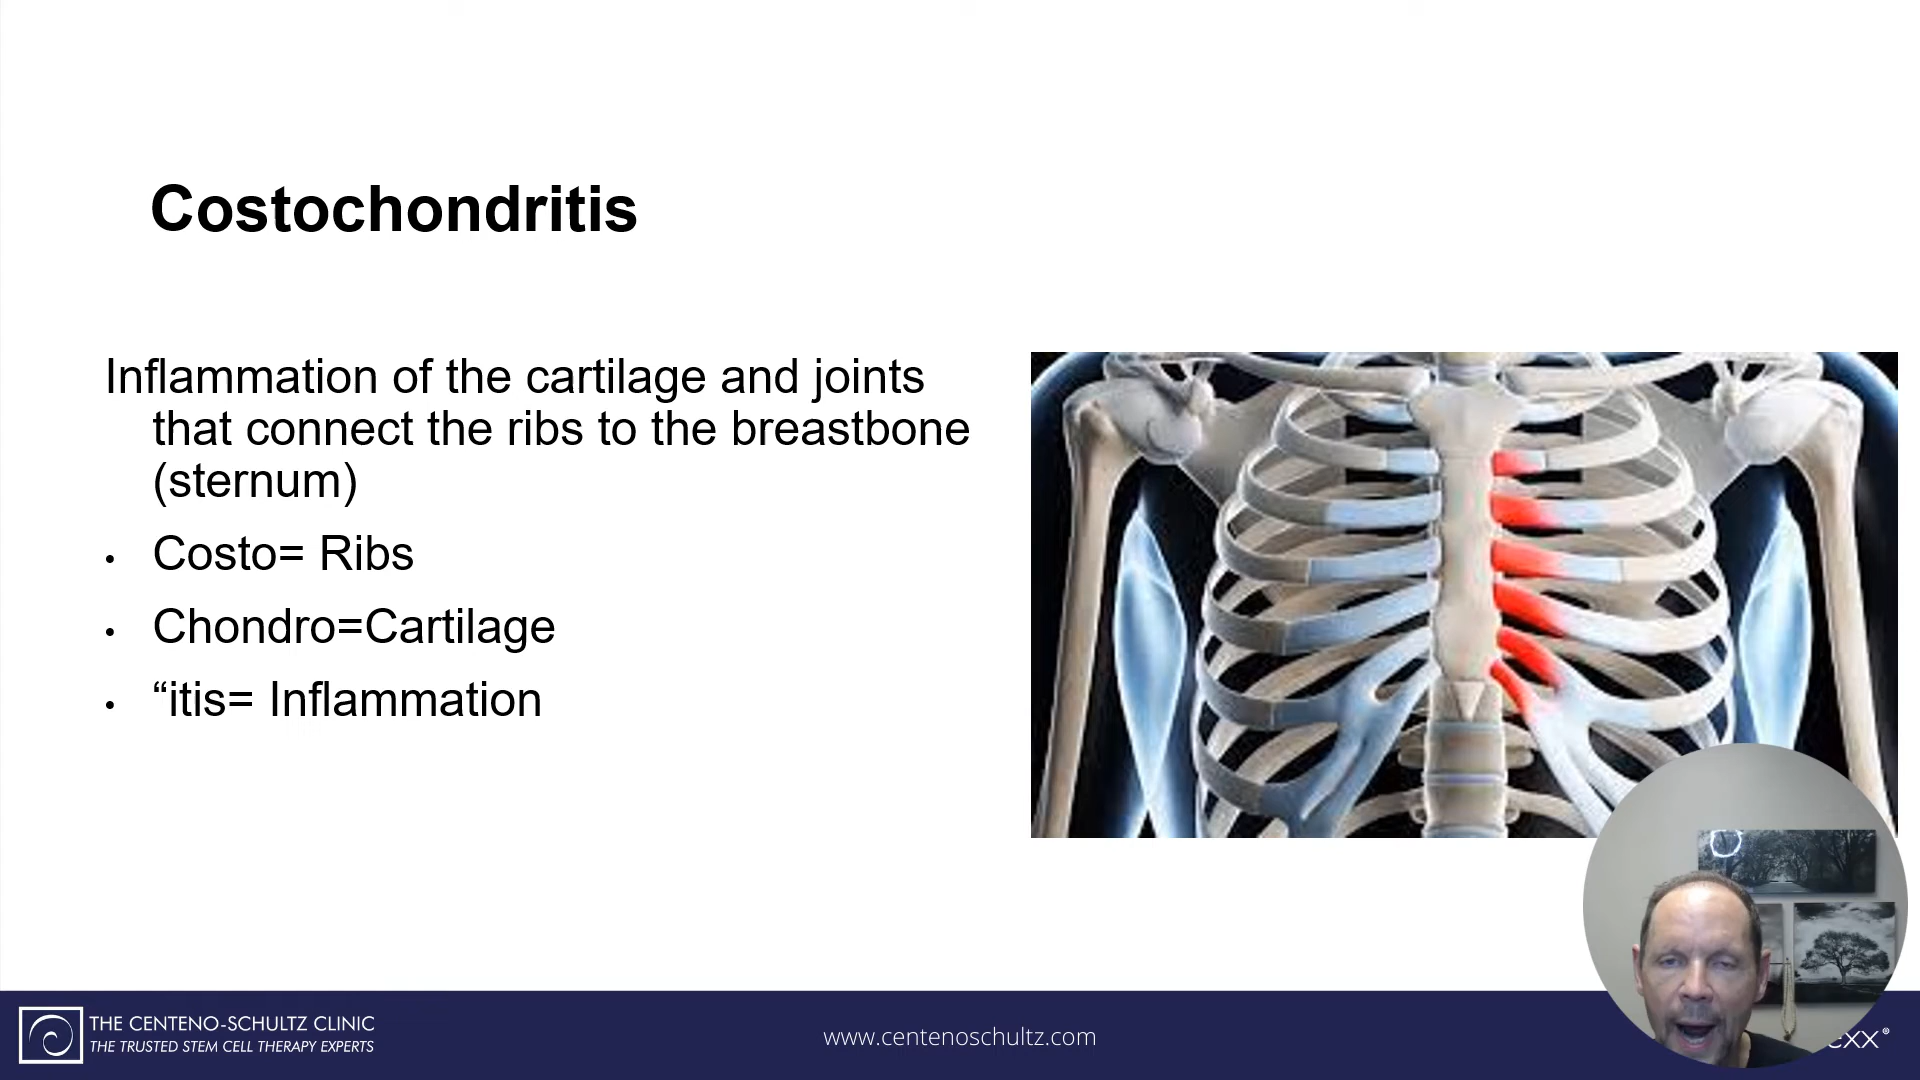 Costochondritis
Inflammation of the cartilage and joints
that connect the ribs to the breastbone
(sternum)
• Costo= Ribs
• Chondro=Cartilage
• “itis= Inflammation
THE CENTENO-SCHULTZ CLINIC
THE TRUSTED STEM CELL THERAPY EXPERTS
www.centenoschultz.com